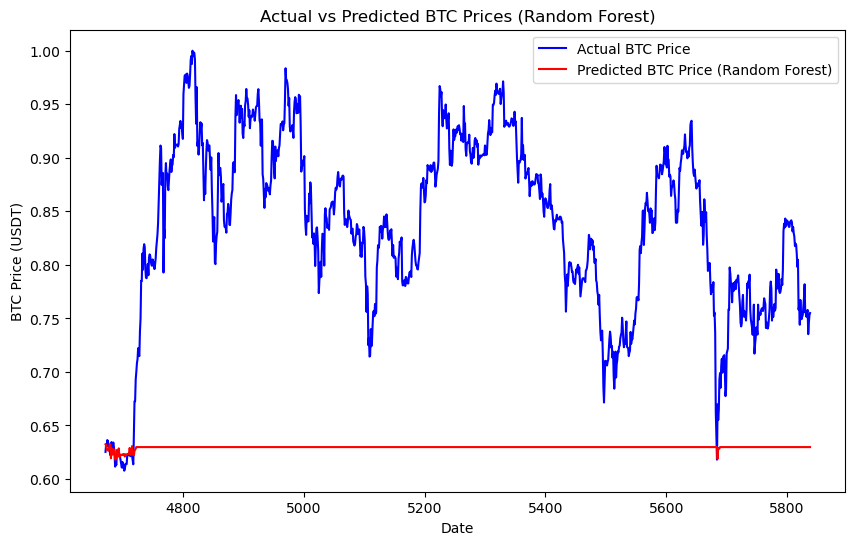 Actual vs Predicted BTC Prices (Random Forest)
Actual BTC Price
Predicted BTC Price (Random Forest)
BTC Price (USDT)
1.00
0.95
0.90
0.85
0.80
0.75
0.70
0.65
0.60
4800 5000 5200 5400 5600 5800
Date